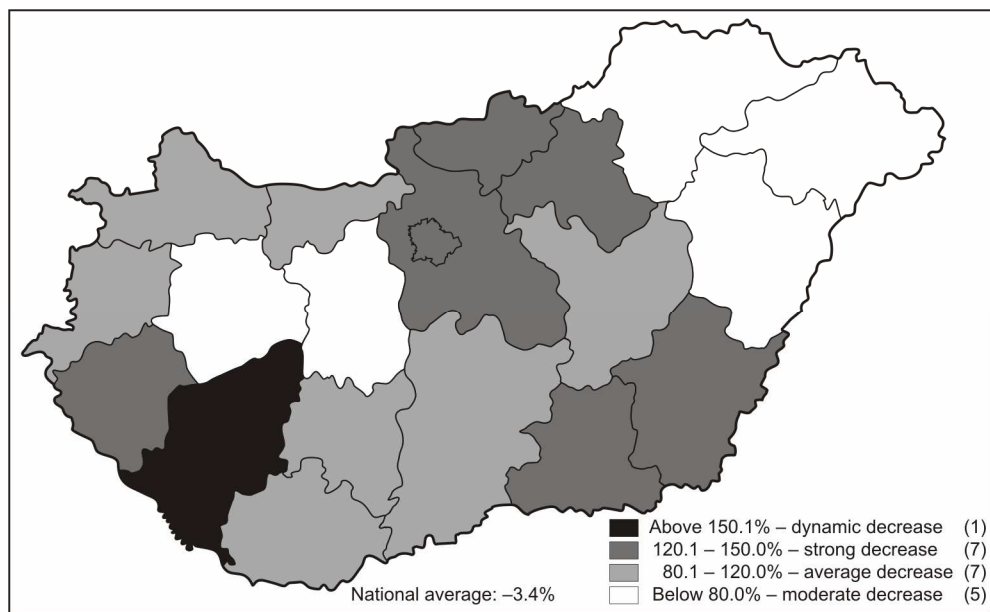 Above 150.1% – dynamic decrease (1)
120.1 – 150.0% – strong decrease (7)
80.1 – 120.0% – average decrease (7)
National average: –3.4%
Below 80.0% – moderate decrease (5)